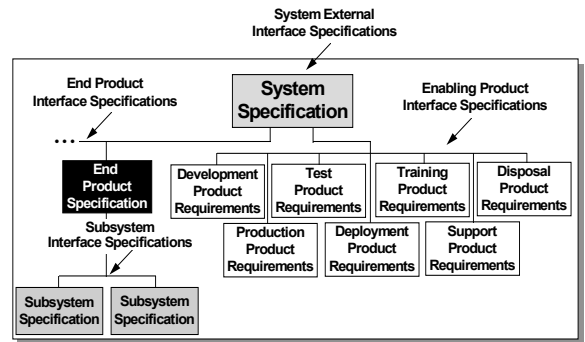 System External
Interface Specifications
End Product
Interface Specifications
System
Specification
Enabling Product
Interface Specifications
...
End
Product
Specification
Development
Product
Requirements
Test
Product
Requirements
Training
Product
Requirements
Disposal
Product
Requirements
Subsystem
Interface Specifications
Production
Product
Requirements
Deployment
Product
Requirements
Support
Product
Requirements
Subsystem
Specification
Subsystem
Specification